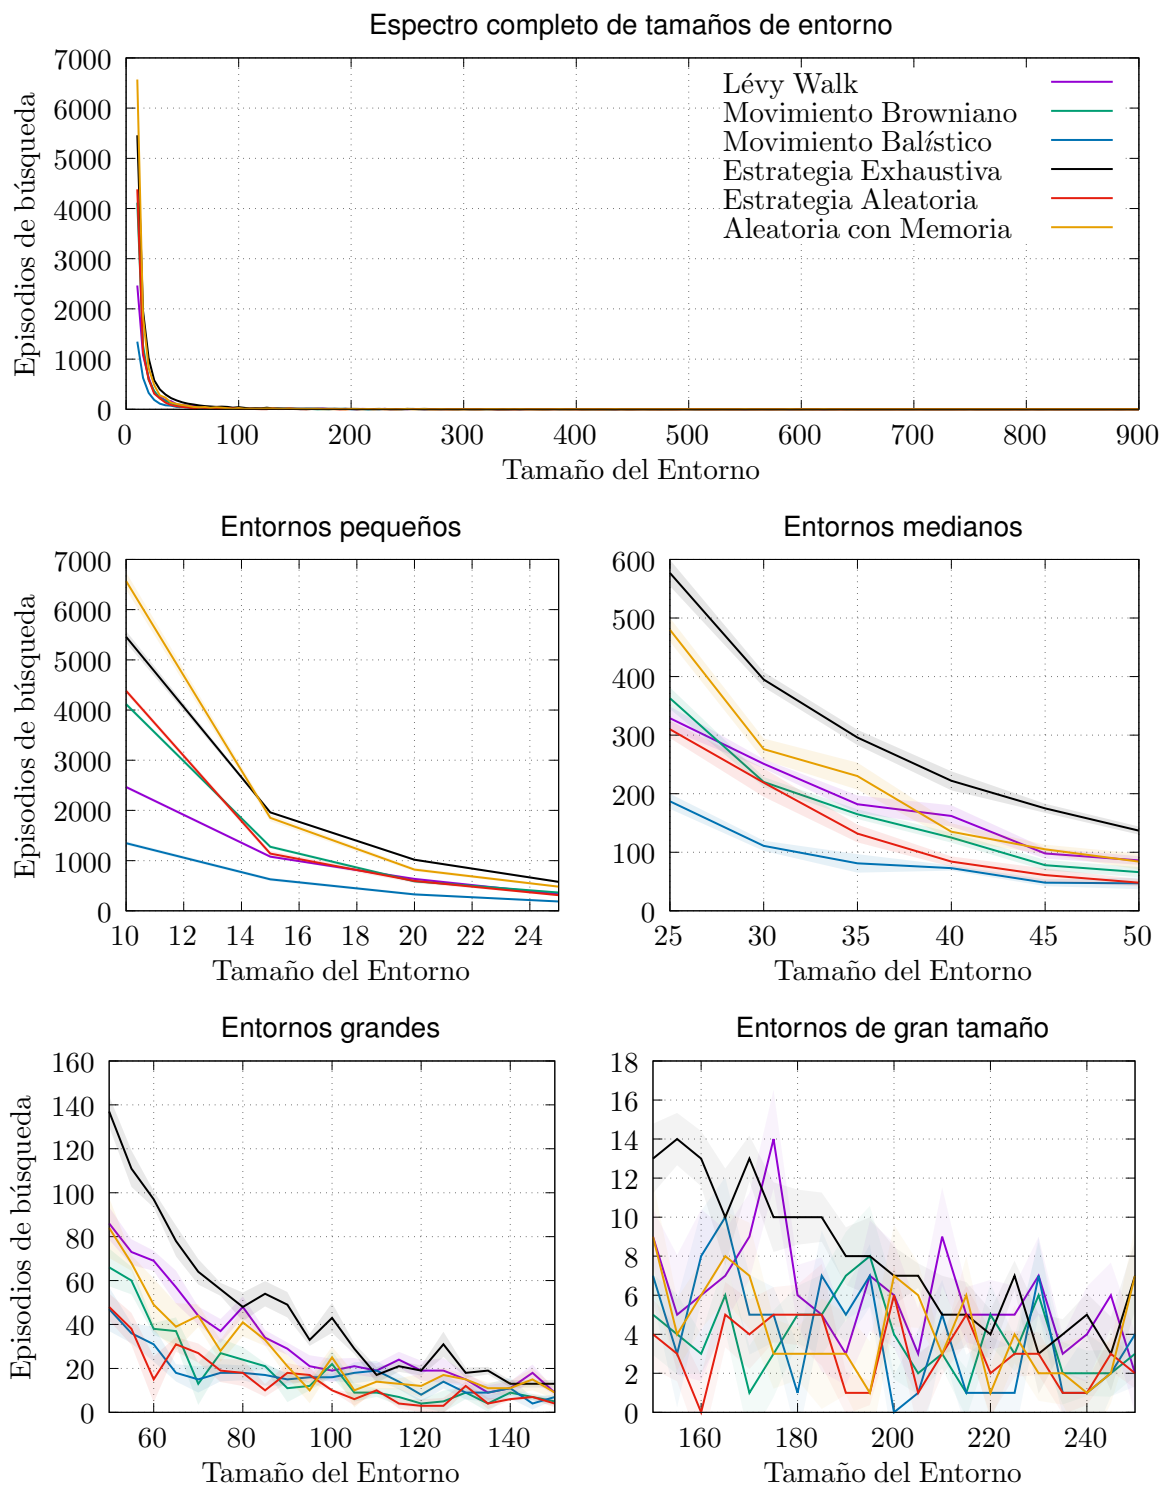 Espectro completo de tamaños de entorno
7000
6000
5000
4000
3000
2000
1000
0
Episodios de búsqueda
Lévy Walk
Movimiento Browniano
Movimiento Balístico
Estrategia Exhaustiva
Estrategia Aleatoria
Aleatoria con Memoria
0 100 200 300 400 500 600 700 800 900
Tamaño del Entorno
Entornos pequeños
7000
6000
5000
4000
3000
2000
1000
0
Episodios de búsqueda
10 12 14 16 18 20 22 24
Tamaño del Entorno
Entornos medianos
600
500
400
300
200
100
0
25 30 35 40 45 50
Tamaño del Entorno
Entornos grandes
160
140
120
100
80
60
40
20
0
Episodios de búsqueda
60 80 100 120 140
Tamaño del Entorno
Entornos de gran tamaño
18
16
14
12
10
8
6
4
2
0
160 180 200 220 240
Tamaño del Entorno